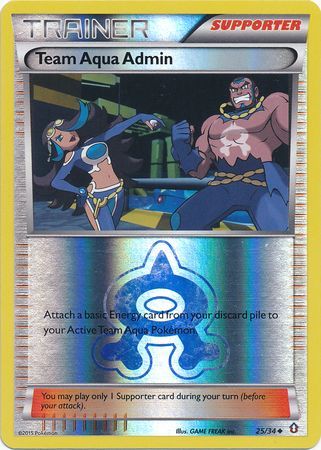 TRAINER
SUPPORTER
Team Aqua Admin
Attach a basic Energy card from your discard pile to
your Active Team Aqua Pokémon.
You may play only 1 Supporter card during your turn (before
your attack).
©2015 Pokémon
Illus. GAME FREAK inc.
25/34